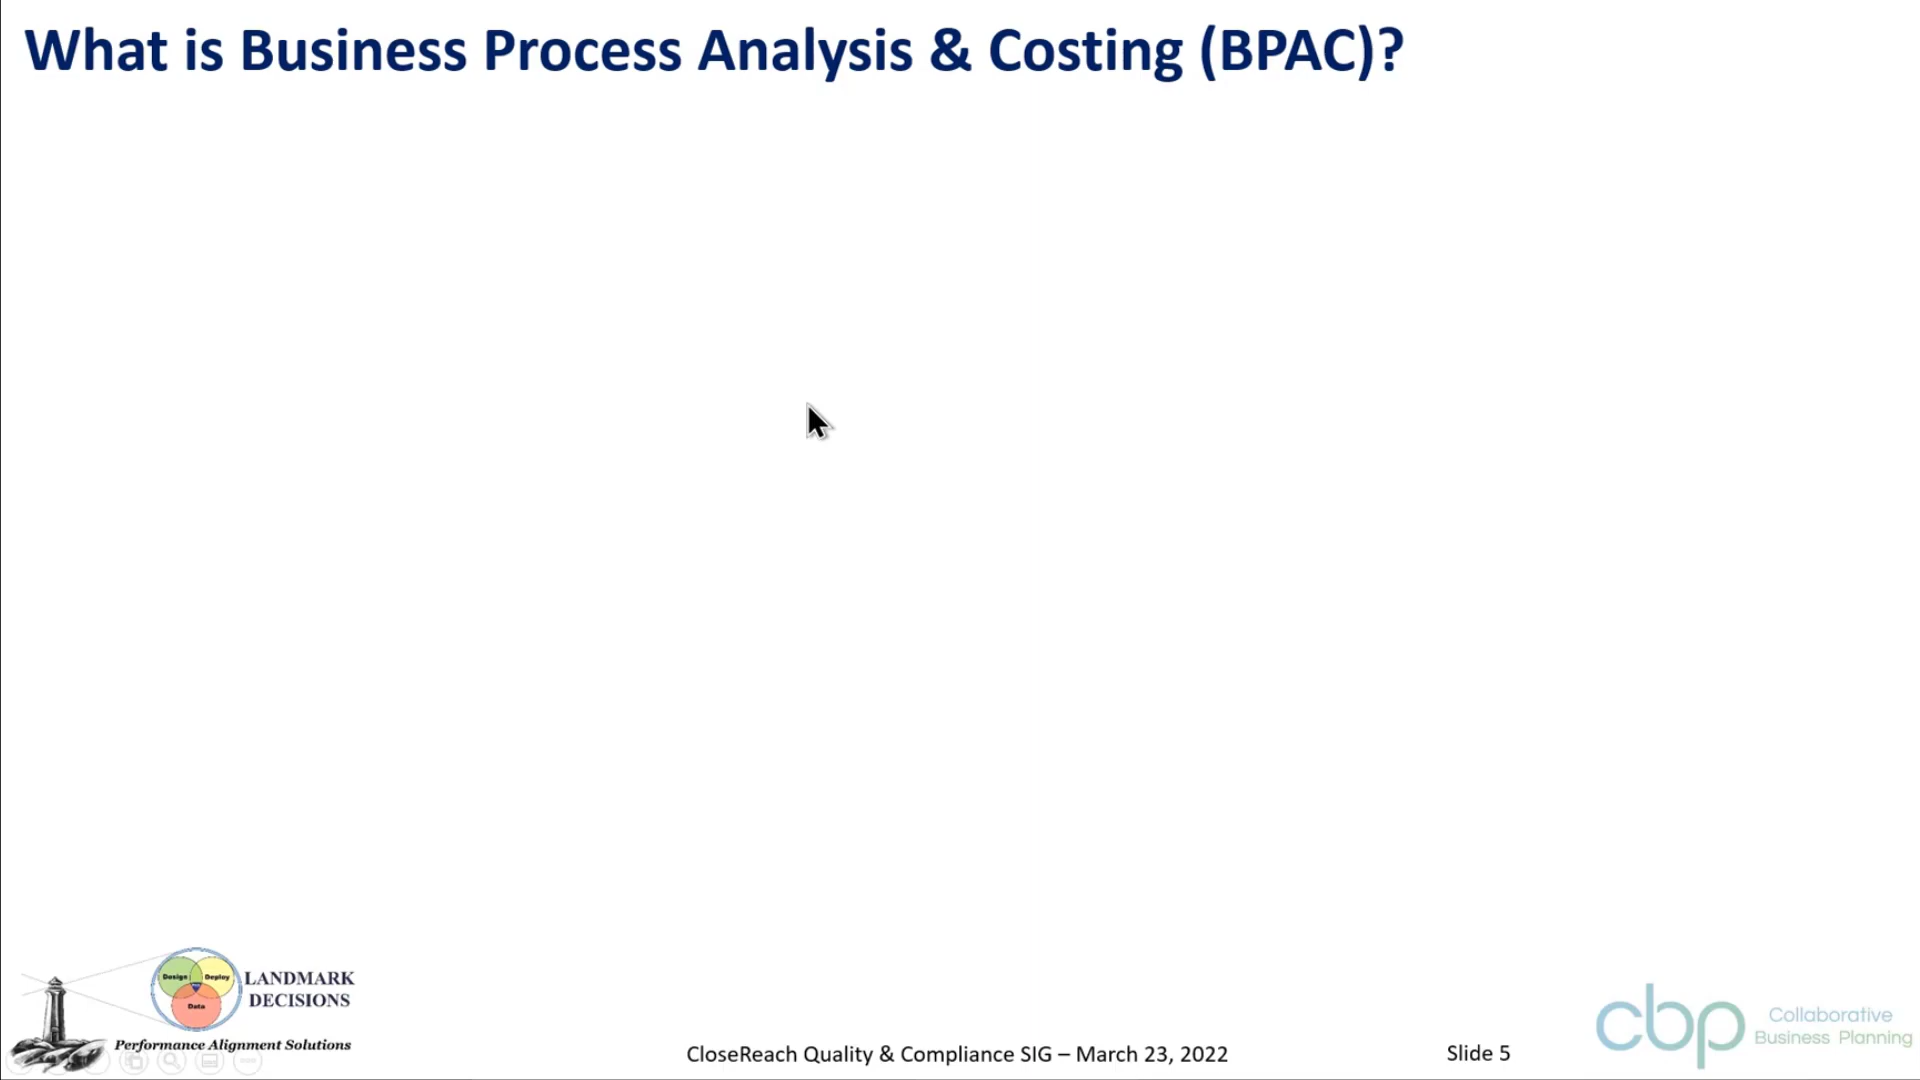 What is Business Process Analysis & Costing (BPAC)?
Design
Deploy
Data
LANDMARK
DECISIONS
Performance Alignment Solutions
CloseReach Quality & Compliance SIG – March 23, 2022
Slide 5
cbp
Collaborative
Business Planning